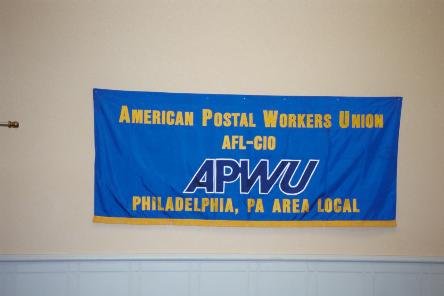 American Postal Workers Union
AFL-CIO
APWU
PHILADELPHIA, PA AREA LOCAL